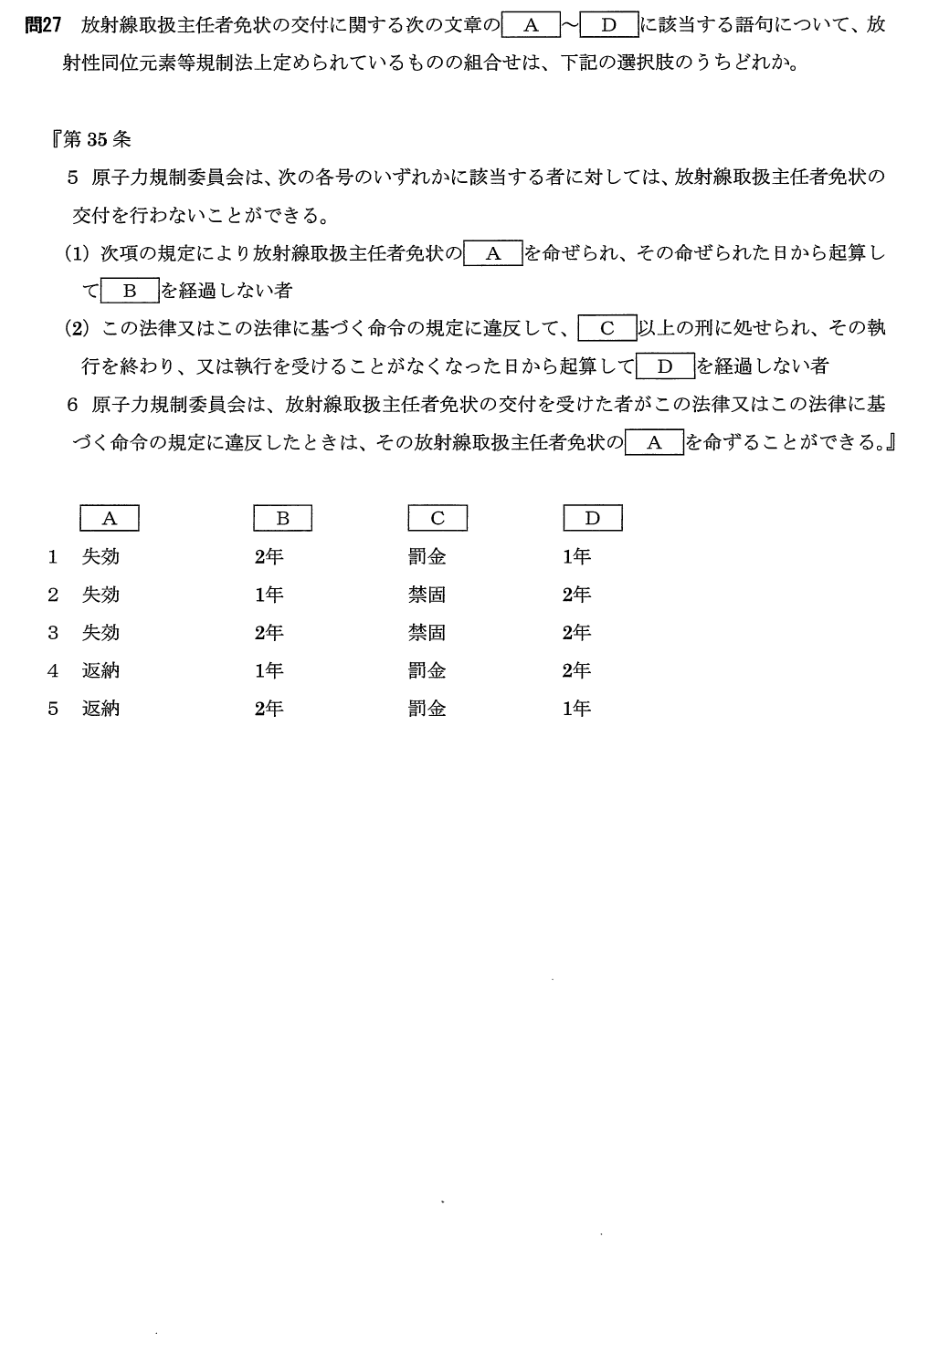 問27 放射線取扱主任者免状の交付に関する次の文章の A ～ D に該当する語句について、放
射性同位元素等規制法上定められているものの組合せは、下記の選択肢のうちどれか。
『第 35 条
5 原子力規制委員会は、次の各号のいずれかに該当する者に対しては、放射線取扱主任者免状の
交付を行わないことができる。
(1) 次項の規定により放射線取扱主任者免状の A を命ぜられ、その命ぜられた日から起算し
て B を経過しない者
(2) この法律又はこの法律に基づく命令の規定に違反して、 C 以上の刑に処せられ、その執
行を終わり、又は執行を受けることがなくなった日から起算して D を経過しない者
6 原子力規制委員会は、放射線取扱主任者免状の交付を受けた者がこの法律又はこの法律に基
づく命令の規定に違反したときは、その放射線取扱主任者免状の A を命ずることができる。』
A B C D
1 失効 2年 罰金 1年
2 失効 1年 禁固 2年
3 失効 2年 禁固 2年
4 返納 1年 罰金 2年
5 返納 2年 罰金 1年